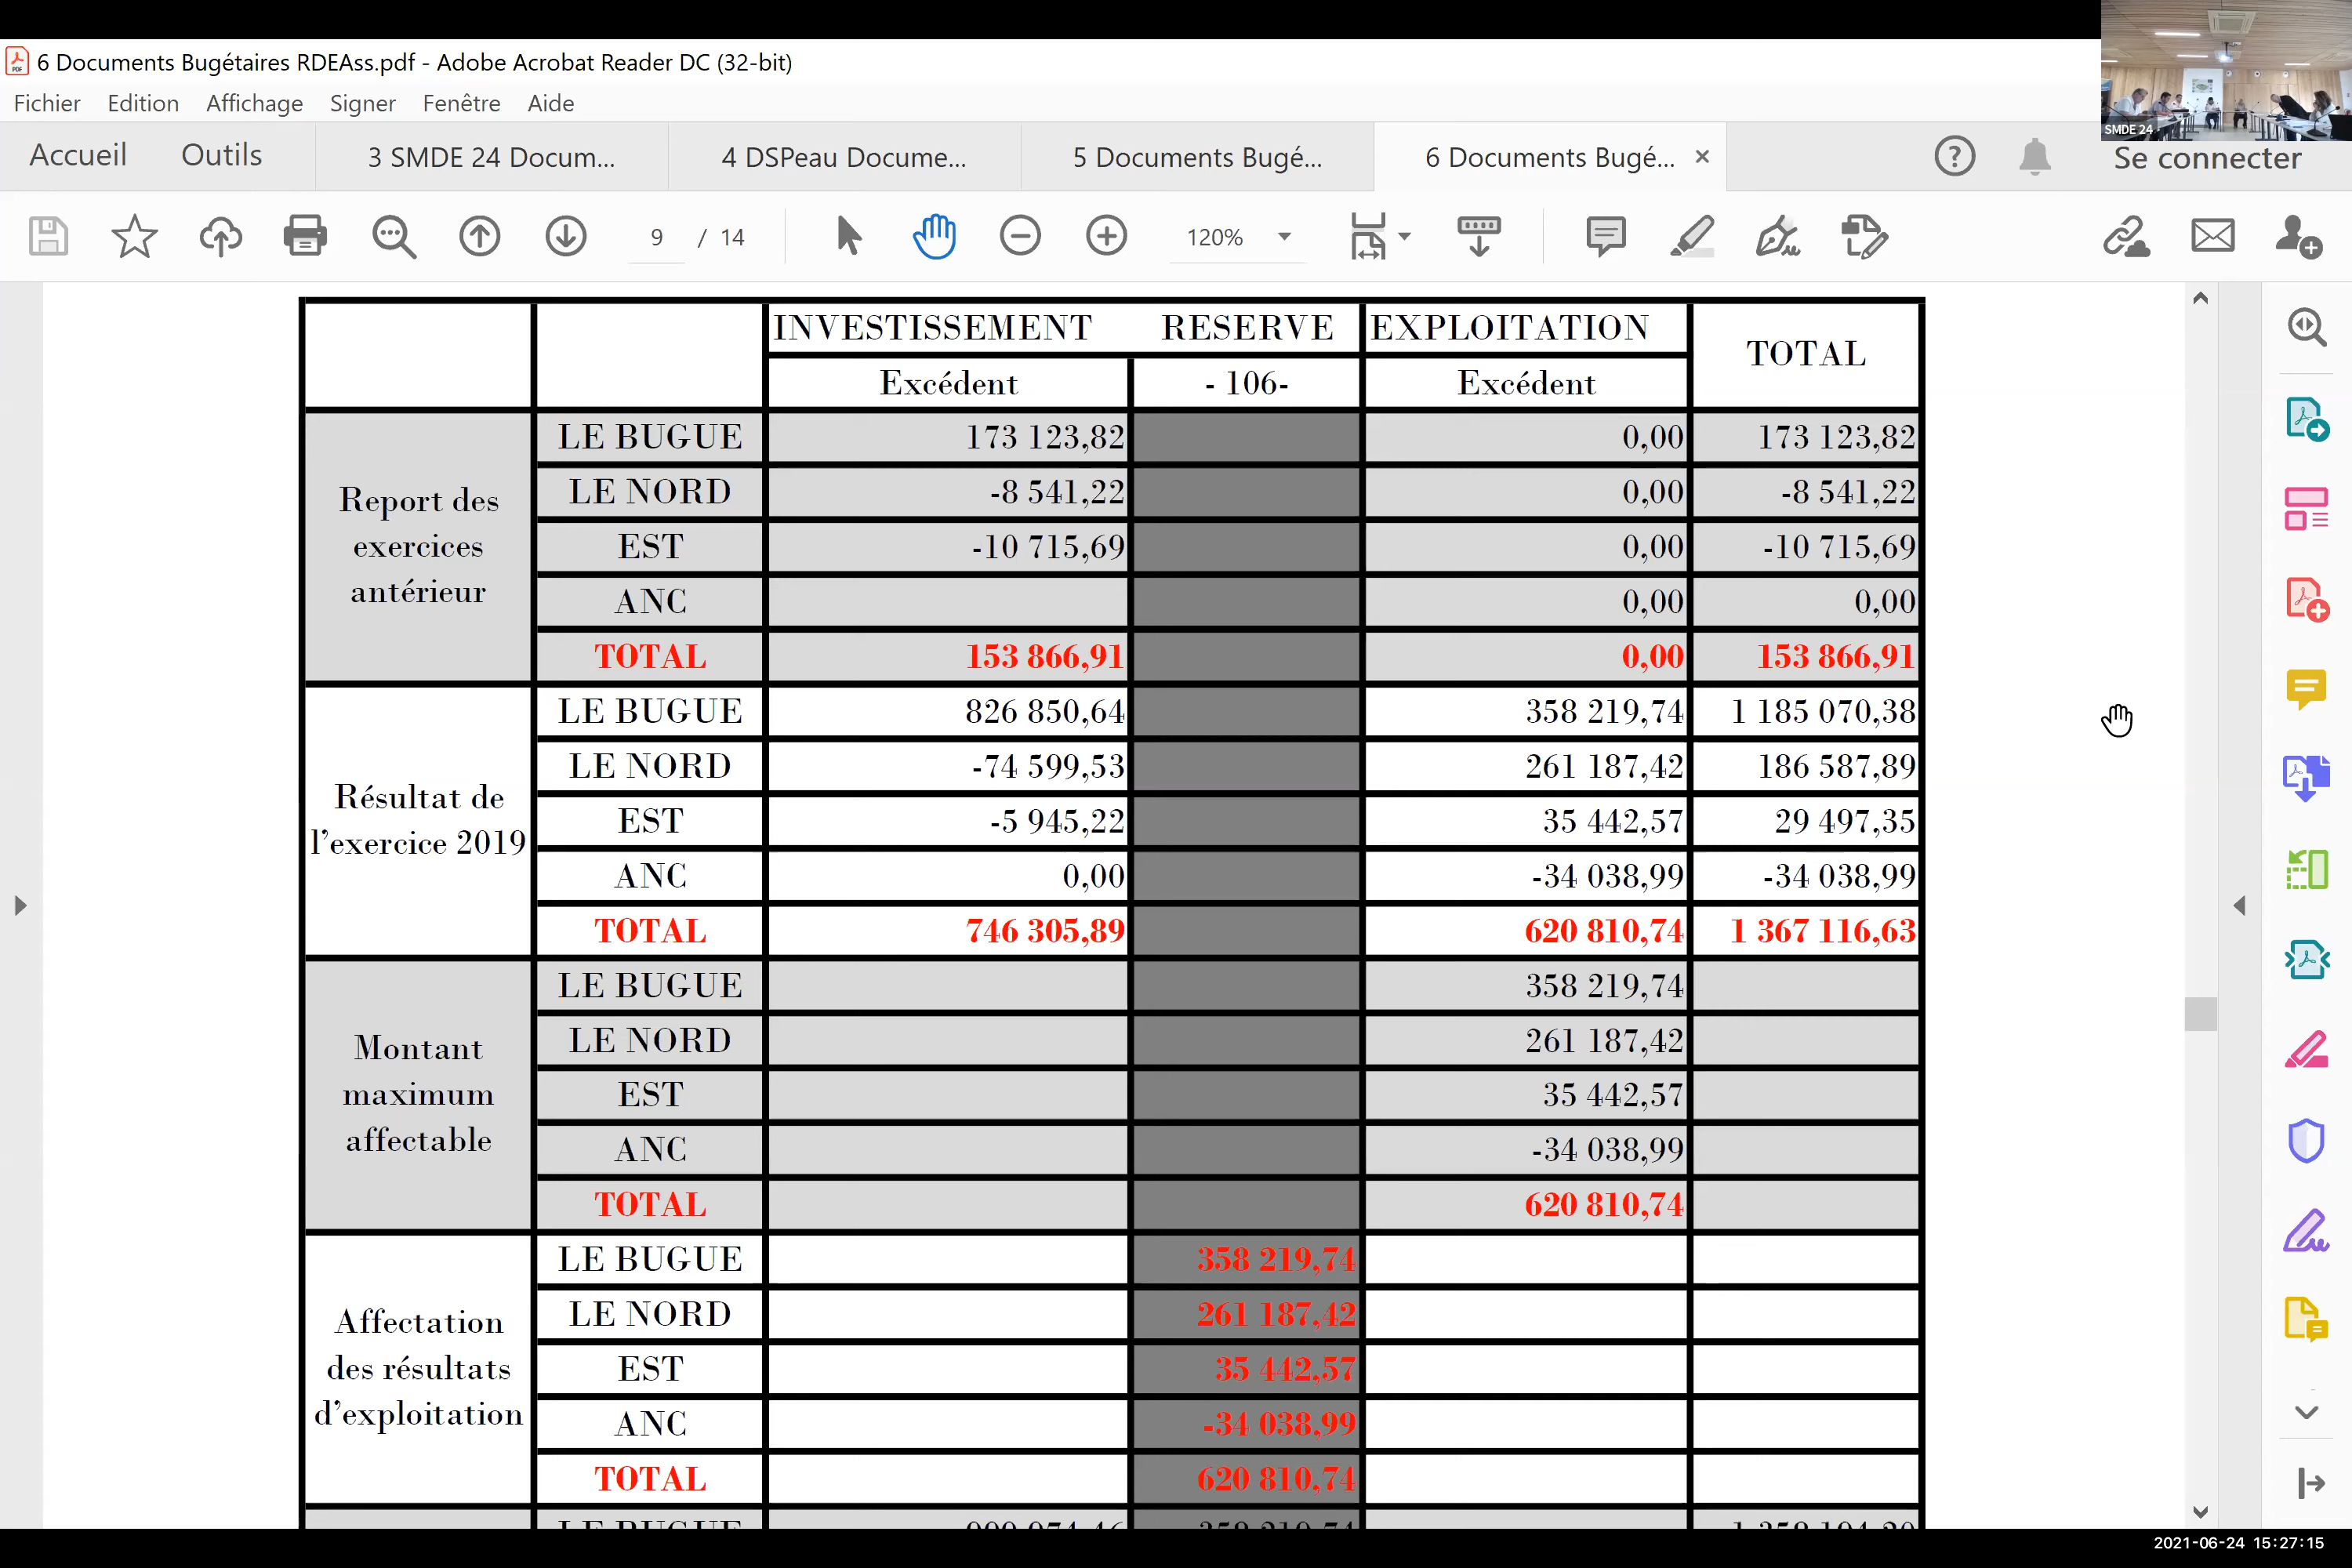 6 Documents Bugétaires RDEAss.pdf - Adobe Acrobat Reader DC (32-bit)
SMDE 24
Fichier Edition Affichage Signer Fenêtre Aide
Accueil Outils 3 SMDE 24 Docum... 4 DSPeau Docume... 5 Documents Bugé... 6 Documents Bugé... × Se connecter
9 / 14 120%
INVESTISSEMENT RESERVE EXPLOITATION TOTAL
Excédent - 106- Excédent
Report des exercices antérieur
LE BUGUE 173 123,82 0,00 173 123,82
LE NORD -8 541,22 0,00 -8 541,22
EST -10 715,69 0,00 -10 715,69
ANC 0,00 0,00
TOTAL 153 866,91 0,00 153 866,91
Résultat de l'exercice 2019
LE BUGUE 826 850,64 358 219,74 1 185 070,38
LE NORD -74 599,53 261 187,42 186 587,89
EST -5 945,22 35 442,57 29 497,35
ANC 0,00 -34 038,99 -34 038,99
TOTAL 746 305,89 620 810,74 1 367 116,63
Montant maximum affectable
LE BUGUE 358 219,74
LE NORD 261 187,42
EST 35 442,57
ANC -34 038,99
TOTAL 620 810,74
Affectation des résultats d'exploitation
LE BUGUE 358 219,74
LE NORD 261 187,42
EST 35 442,57
ANC -34 038,99
TOTAL 620 810,74
LE BUGUE
2021-06-24 15:27:15